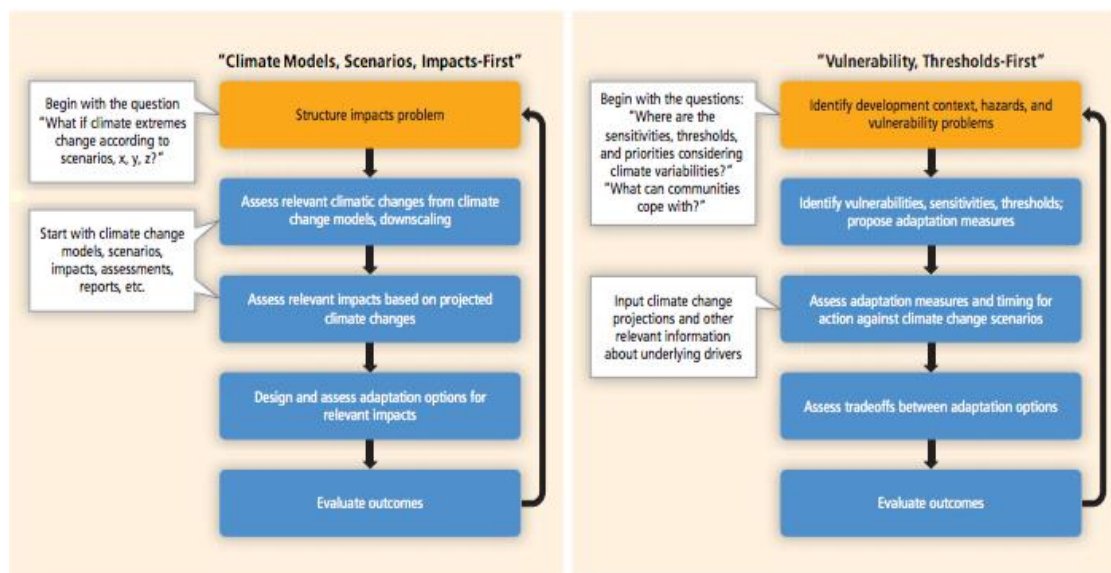 "Climate Models, Scenarios, Impacts-First"
Begin with the question
"What if climate extremes
change according to
scenarios, x, y, z?"
Structure impacts problem
Assess relevant climatic changes from climate
change models, downscaling
Start with climate change
models, scenarios,
impacts, assessments,
reports, etc.
Assess relevant impacts based on projected
climate changes
Design and assess adaptation options for
relevant impacts
Evaluate outcomes
"Vulnerability, Thresholds-First"
Begin with the questions:
"Where are the
sensitivities, thresholds,
and priorities considering
climate variabilities?"
"What can communities
cope with?"
Identify development context, hazards, and
vulnerability problems
Identify vulnerabilities, sensitivities, thresholds;
propose adaptation measures
Input climate change
projections and other
relevant information
about underlying drivers
Assess adaptation measures and timing for
action against climate change scenarios
Assess tradeoffs between adaptation options
Evaluate outcomes